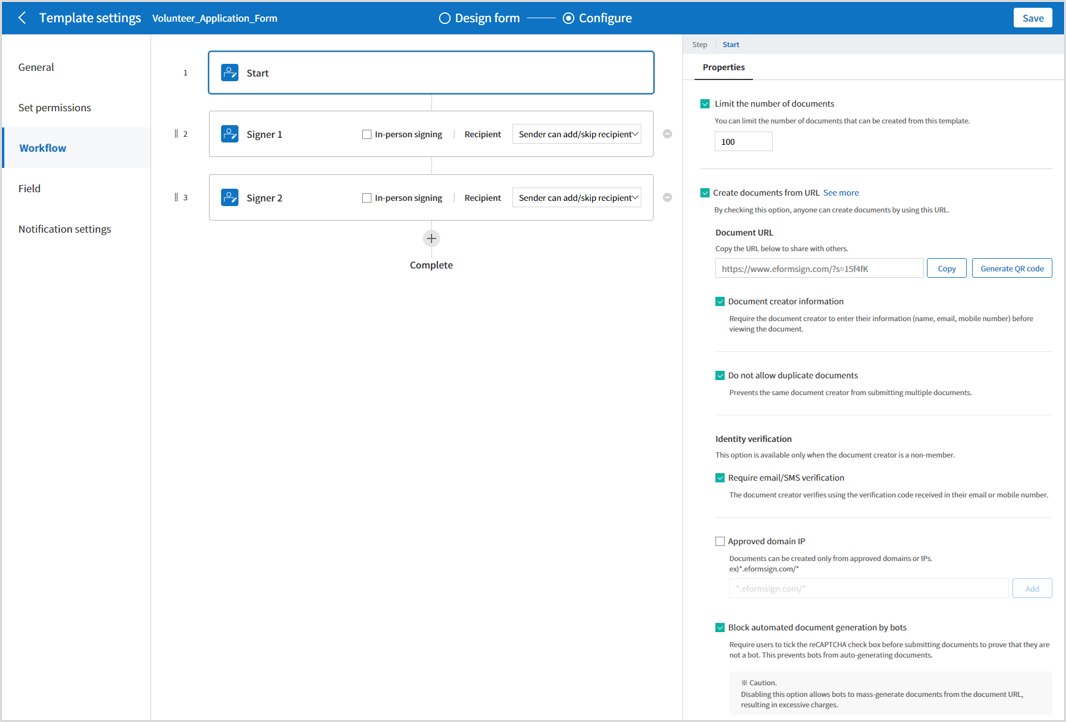 Template settings Volunteer_Application_Form Design form Configure Save
General
Set permissions
Workflow
Field
Notification settings
1 Start
2 Signer 1 In-person signing Recipient Sender can add/skip recipient
3 Signer 2 In-person signing Recipient Sender can add/skip recipient
Complete
Step Start
Properties
Limit the number of documents
You can limit the number of documents that can be created from this template.
100
Create documents from URL See more
By checking this option, anyone can create documents by using this URL.
Document URL
Copy the URL below to share with others.
https://www.eformsign.com/?s=15f4fK Copy Generate QR code
Document creator information
Require the document creator to enter their information (name, email, mobile number) before
viewing the document.
Do not allow duplicate documents
Prevents the same document creator from submitting multiple documents.
Identity verification
This option is available only when the document creator is a non-member.
Require email/SMS verification
The document creator verifies using the verification code received in their email or mobile number.
Approved domain IP
Documents can be created only from approved domains or IPs.
ex)*.eformsign.com/*
*.eformsign.com/* Add
Block automated document generation by bots
Require users to tick the reCAPTCHA check box before submitting documents to prove that they are
not a bot. This prevents bots from auto-generating documents.
※ Caution.
Disabling this option allows bots to mass-generate documents from the document URL,
resulting in excessive charges.